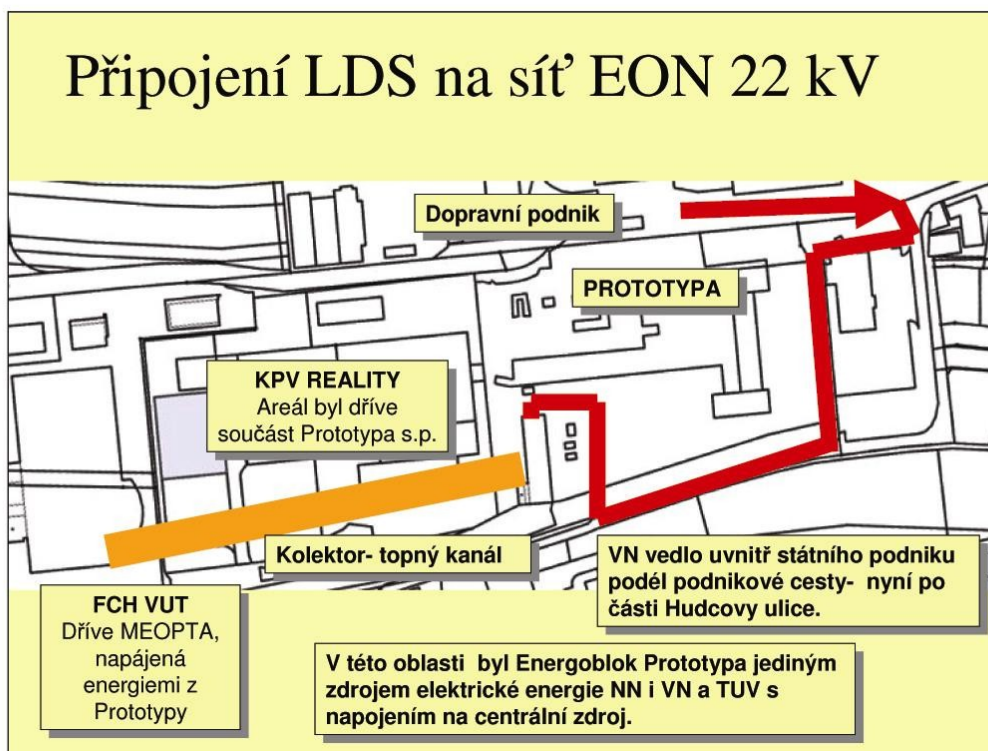 Připojení LDS na síť EON 22 kV
Dopravní podnik
PROTOTYPA
KPV REALITY
Areál byl dříve
součást Prototypa s.p.
Kolektor- topný kanál
VN vedlo uvnitř státního podniku
podél podnikové cesty- nyní po
části Hudcovy ulice.
FCH VUT
Dříve MEOPTA,
napájená
energiemi z
Prototypy
V této oblasti byl Energoblok Prototypa jediným
zdrojem elektrické energie NN i VN a TUV s
napojením na centrální zdroj.